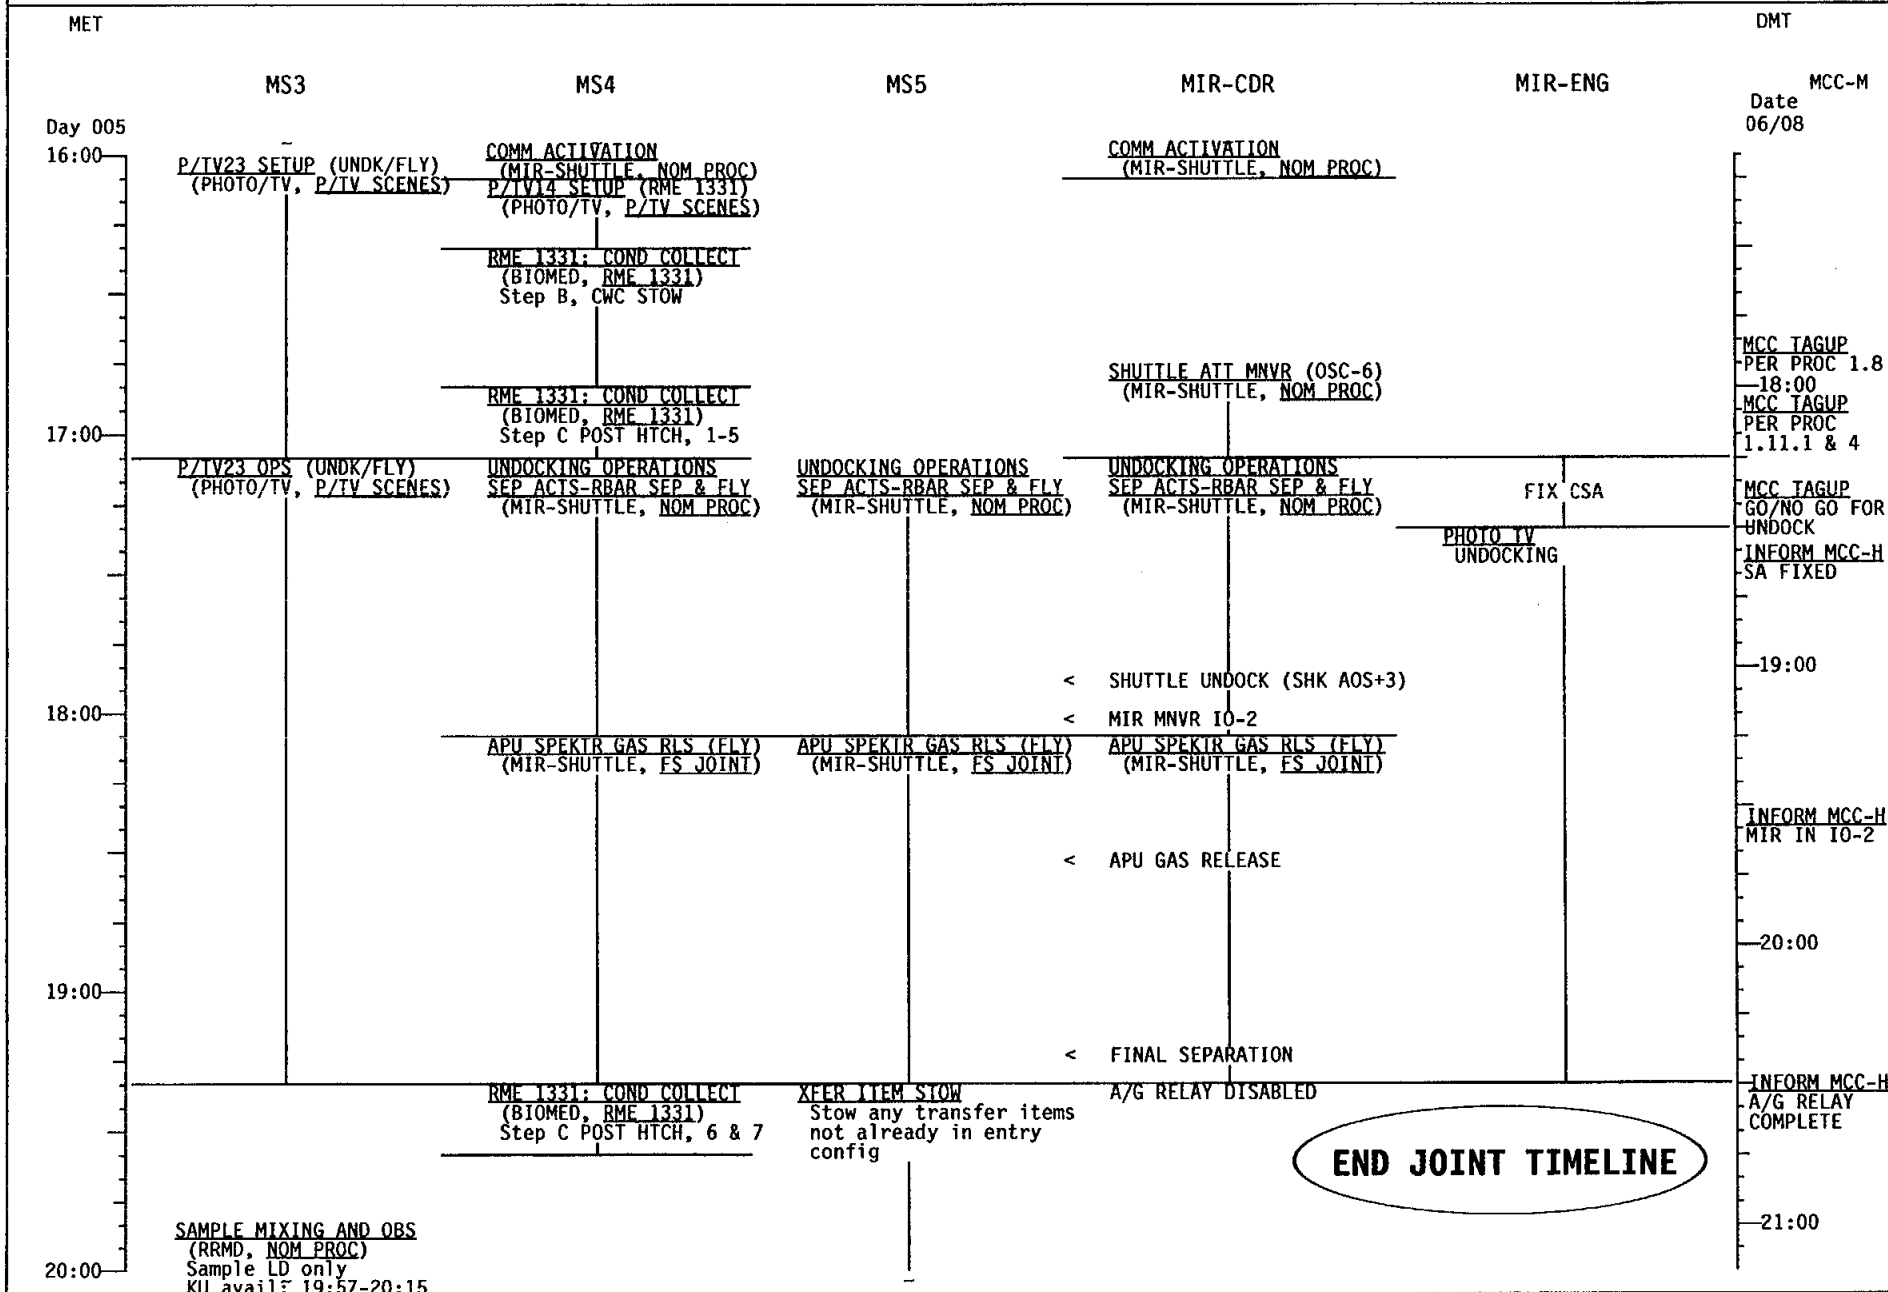 MET
DMT
MS3
MS4
MS5
MIR-CDR
MIR-ENG
MCC-M
Date
06/08
Day 005
16:00
P/TV23 SETUP (UNDK/FLY)
(PHOTO/TV, P/TV SCENES)
17:00
P/TV23 OPS (UNDK/FLY)
(PHOTO/TV, P/TV SCENES)
18:00
19:00
SAMPLE MIXING AND OBS
(RRMD, NOM PROC)
Sample LD only
KU avail: 19:57-20:15
20:00
COMM ACTIVATION
(MIR-SHUTTLE, NOM PROC)
P/TV14 SETUP (RME 1331)
(PHOTO/TV, P/TV SCENES)
RME 1331: COND COLLECT
(BIOMED, RME 1331)
Step B, CWC STOW
RME 1331: COND COLLECT
(BIOMED, RME 1331)
Step C POST HTCH, 1-5
UNDOCKING OPERATIONS
SEP ACTS-RBAR SEP & FLY
(MIR-SHUTTLE, NOM PROC)
APU SPEKTR GAS RLS (FLY)
(MIR-SHUTTLE, FS JOINT)
RME 1331: COND COLLECT
(BIOMED, RME 1331)
Step C POST HTCH, 6 & 7
UNDOCKING OPERATIONS
SEP ACTS-RBAR SEP & FLY
(MIR-SHUTTLE, NOM PROC)
APU SPEKTR GAS RLS (FLY)
(MIR-SHUTTLE, FS JOINT)
XFER ITEM STOW
Stow any transfer items
not already in entry
config
COMM ACTIVATION
(MIR-SHUTTLE, NOM PROC)
SHUTTLE ATT MNVR (OSC-6)
(MIR-SHUTTLE, NOM PROC)
UNDOCKING OPERATIONS
SEP ACTS-RBAR SEP & FLY
(MIR-SHUTTLE, NOM PROC)
< SHUTTLE UNDOCK (SHK AOS+3)
< MIR MNVR IO-2
APU SPEKTR GAS RLS (FLY)
(MIR-SHUTTLE, FS JOINT)
< APU GAS RELEASE
< FINAL SEPARATION
A/G RELAY DISABLED
FIX CSA
PHOTO TV
UNDOCKING
END JOINT TIMELINE
MCC TAGUP
PER PROC 1.8
18:00
MCC TAGUP
PER PROC
1.11.1 & 4
MCC TAGUP
GO/NO GO FOR
UNDOCK
INFORM MCC-H
SA FIXED
19:00
INFORM MCC-H
MIR IN IO-2
20:00
INFORM MCC-H
A/G RELAY
COMPLETE
21:00